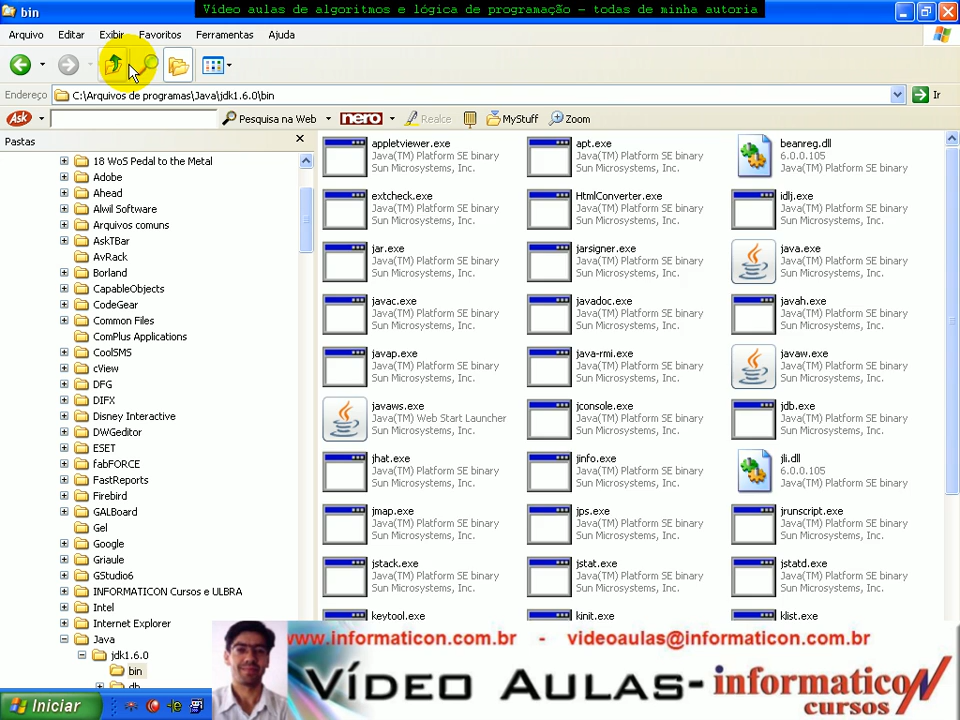 bin
Vídeo aulas de algoritmos e lógica de programação - todas de minha autoria
Arquivo Editar Exibir Favoritos Ferramentas Ajuda
Endereço C:\Arquivos de programas\Java\jdk1.6.0\bin Ir
Ask Pesquisa na Web nero Realce MyStuff Zoom
Pastas
18 WoS Pedal to the Metal
Adobe
Ahead
Alwil Software
Arquivos comuns
AskTBar
AvRack
Borland
CapableObjects
CodeGear
Common Files
ComPlus Applications
CoolSMS
cView
DFG
DIFX
Disney Interactive
DWGeditor
ESET
fabFORCE
FastReports
Firebird
GALBoard
Gel
Google
Griaule
GStudio6
INFORMATICON Cursos e ULBRA
Intel
Internet Explorer
Java
jdk1.6.0
bin
db
appletviewer.exe
Java(TM) Platform SE binary
Sun Microsystems, Inc.
apt.exe
Java(TM) Platform SE binary
Sun Microsystems, Inc.
beanreg.dll
6.0.0.105
Java(TM) Platform SE binary
extcheck.exe
Java(TM) Platform SE binary
Sun Microsystems, Inc.
HtmlConverter.exe
Java(TM) Platform SE binary
Sun Microsystems, Inc.
idlj.exe
Java(TM) Platform SE binary
Sun Microsystems, Inc.
jar.exe
Java(TM) Platform SE binary
Sun Microsystems, Inc.
jarsigner.exe
Java(TM) Platform SE binary
Sun Microsystems, Inc.
java.exe
Java(TM) Platform SE binary
Sun Microsystems, Inc.
javac.exe
Java(TM) Platform SE binary
Sun Microsystems, Inc.
javadoc.exe
Java(TM) Platform SE binary
Sun Microsystems, Inc.
javah.exe
Java(TM) Platform SE binary
Sun Microsystems, Inc.
javap.exe
Java(TM) Platform SE binary
Sun Microsystems, Inc.
java-rmi.exe
Java(TM) Platform SE binary
Sun Microsystems, Inc.
javaw.exe
Java(TM) Platform SE binary
Sun Microsystems, Inc.
javaws.exe
Java(TM) Web Start Launcher
Sun Microsystems, Inc.
jconsole.exe
Java(TM) Platform SE binary
Sun Microsystems, Inc.
jdb.exe
Java(TM) Platform SE binary
Sun Microsystems, Inc.
jhat.exe
Java(TM) Platform SE binary
Sun Microsystems, Inc.
jinfo.exe
Java(TM) Platform SE binary
Sun Microsystems, Inc.
jli.dll
6.0.0.105
Java(TM) Platform SE binary
jmap.exe
Java(TM) Platform SE binary
Sun Microsystems, Inc.
jps.exe
Java(TM) Platform SE binary
Sun Microsystems, Inc.
jrunscript.exe
Java(TM) Platform SE binary
Sun Microsystems, Inc.
jstack.exe
Java(TM) Platform SE binary
Sun Microsystems, Inc.
jstat.exe
Java(TM) Platform SE binary
Sun Microsystems, Inc.
jstatd.exe
Java(TM) Platform SE binary
Sun Microsystems, Inc.
keytool.exe
kinit.exe
klist.exe
www.informaticon.com.br - videoaulas@informaticon.com.br
Vídeo Aulas- informaticon
cursos
Iniciar